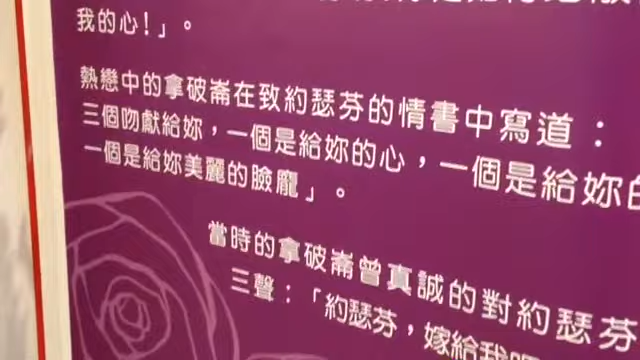 我的心!」。
熱戀中的拿破崙在致約瑟芬的情書中寫道：
三個吻獻給妳，一個是給妳的心，一個是給妳的
一個是給妳美麗的臉龐」。
當時的拿破崙曾真誠的對約瑟芬
三聲：「約瑟芬，嫁給我